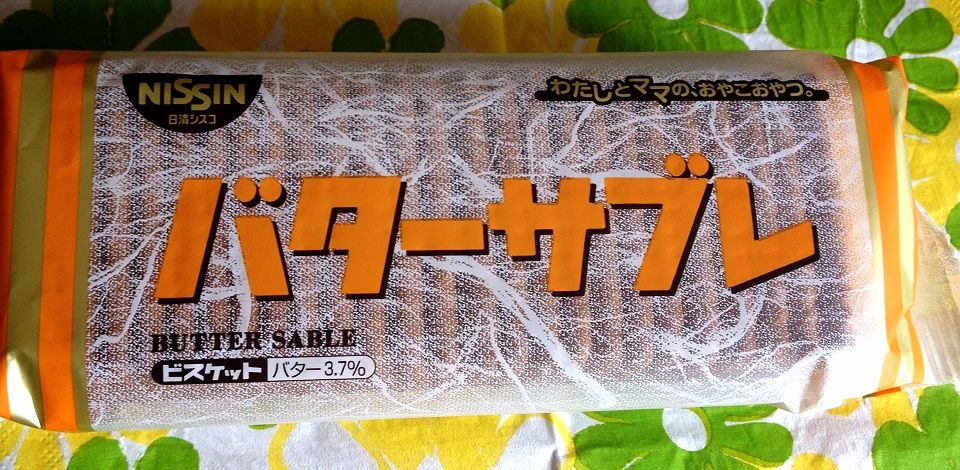 NISSIN
日清シスコ
わたしとママの、おやこおやつ。
バターサブレ
BUTTER SABLE
ビスケット バター3.7%